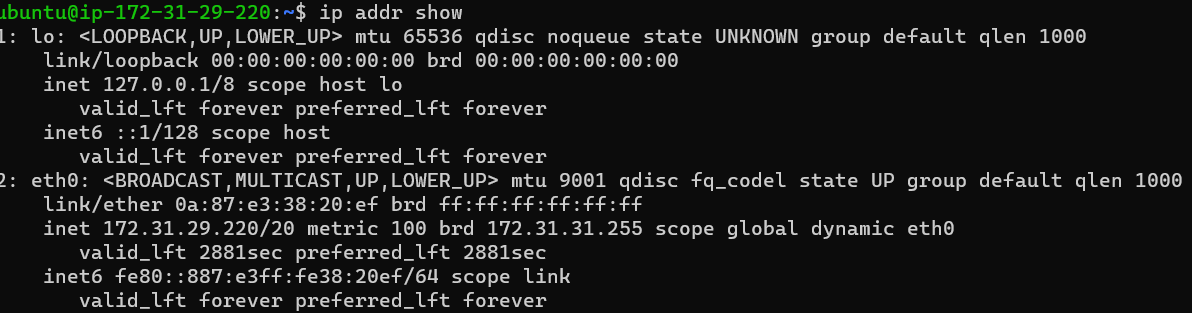 ubuntu@ip-172-31-29-220:~$ ip addr show
1: lo: <LOOPBACK,UP,LOWER_UP> mtu 65536 qdisc noqueue state UNKNOWN group default qlen 1000
    link/loopback 00:00:00:00:00:00 brd 00:00:00:00:00:00
    inet 127.0.0.1/8 scope host lo
       valid_lft forever preferred_lft forever
    inet6 ::1/128 scope host
       valid_lft forever preferred_lft forever
2: eth0: <BROADCAST,MULTICAST,UP,LOWER_UP> mtu 9001 qdisc fq_codel state UP group default qlen 1000
    link/ether 0a:87:e3:38:20:ef brd ff:ff:ff:ff:ff:ff
    inet 172.31.29.220/20 metric 100 brd 172.31.31.255 scope global dynamic eth0
       valid_lft 2881sec preferred_lft 2881sec
    inet6 fe80::887:e3ff:fe38:20ef/64 scope link
       valid_lft forever preferred_lft forever